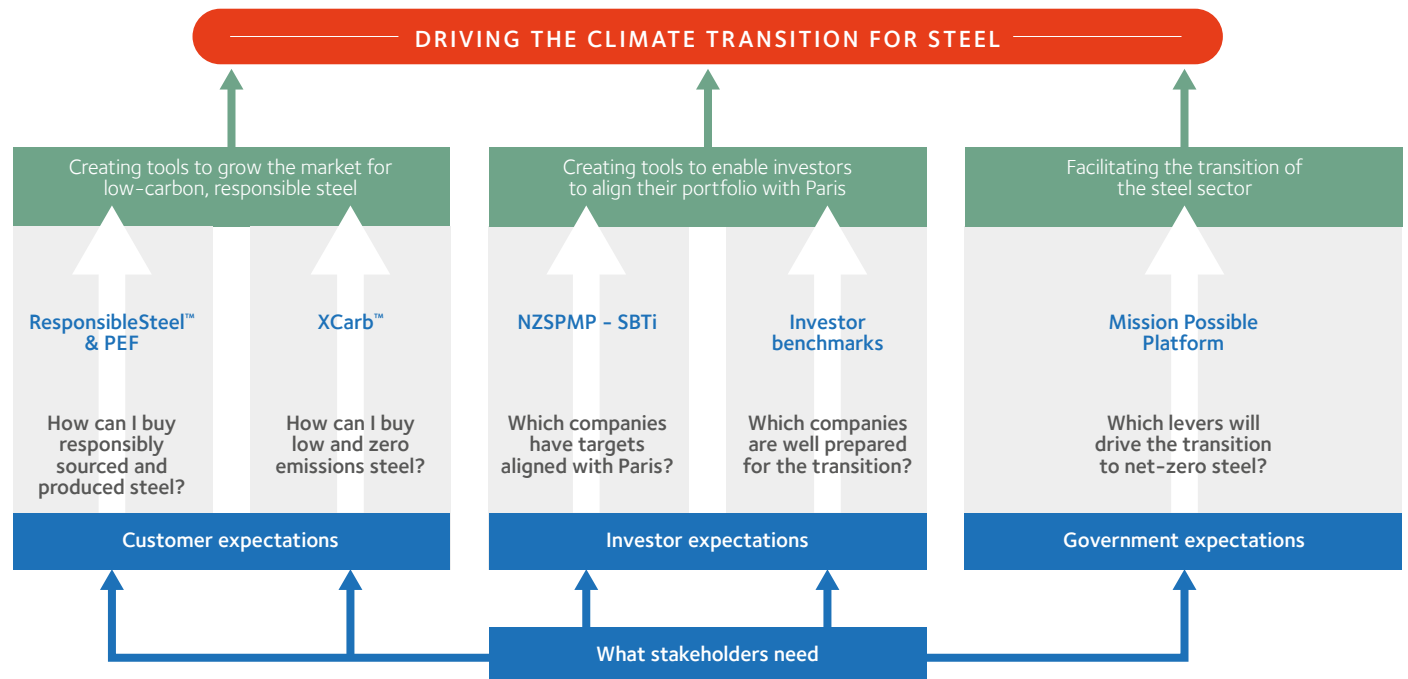 DRIVING THE CLIMATE TRANSITION FOR STEEL
Creating tools to grow the market for
low-carbon, responsible steel
Creating tools to enable investors
to align their portfolio with Paris
Facilitating the transition of
the steel sector
ResponsibleSteel™
& PEF
XCarb™
NZSPMP - SBTi
Investor
benchmarks
Mission Possible
Platform
How can I buy
responsibly
sourced and
produced steel?
How can I buy
low and zero
emissions steel?
Which companies
have targets
aligned with Paris?
Which companies
are well prepared
for the transition?
Which levers will
drive the transition
to net-zero steel?
Customer expectations
Investor expectations
Government expectations
What stakeholders need